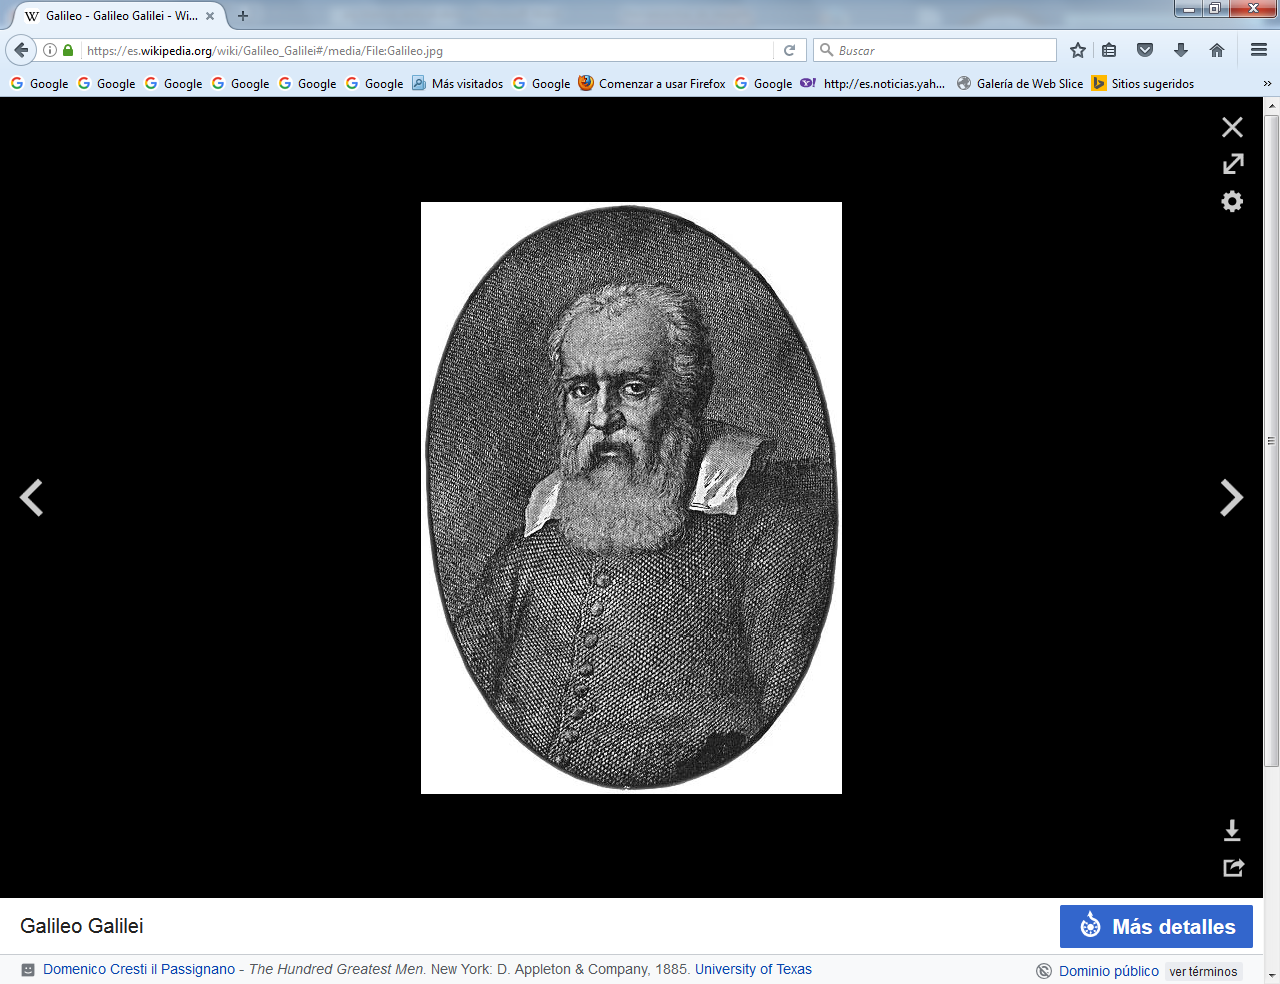 Galileo - Galileo Galilei - Wi...
https://es.wikipedia.org/wiki/Galileo_Galilei#/media/File:Galileo.jpg
Buscar
Google Google Google Google Google Google Más visitados Google Comenzar a usar Firefox Google http://es.noticias.yah... Galería de Web Slice Sitios sugeridos
Galileo Galilei
Más detalles
Domenico Cresti il Passignano - The Hundred Greatest Men. New York: D. Appleton & Company, 1885. University of Texas
Dominio público ver términos